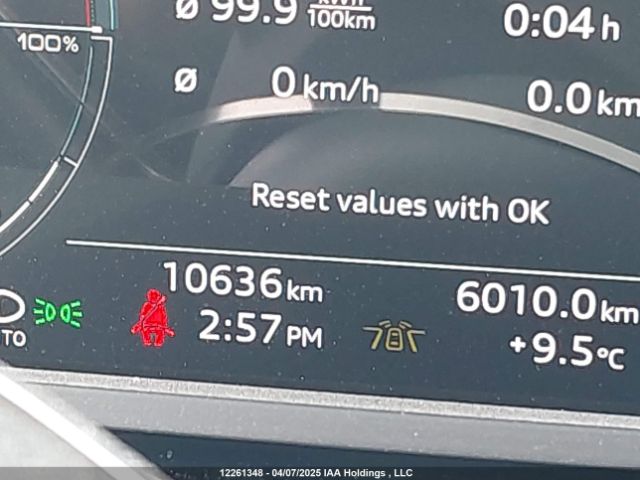 Ø 99.9 kWh/100km
0:04 h
100%
Ø 0 km/h
0.0 km
Reset values with OK
10636 km
6010.0 km
2:57 PM
+9.5°C
12261348 - 04/07/2025 IAA Holdings , LLC